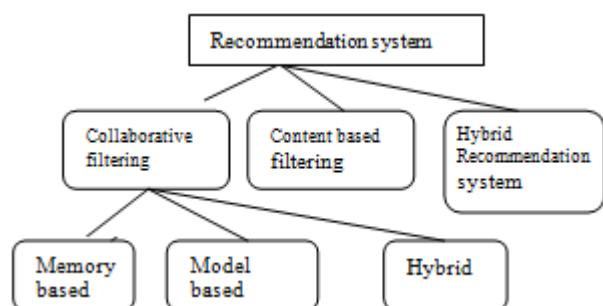 Recommendation system
Collaborative
filtering
Content based
filtering
Hybrid
Recommendation
system
Memory
based
Model
based
Hybrid